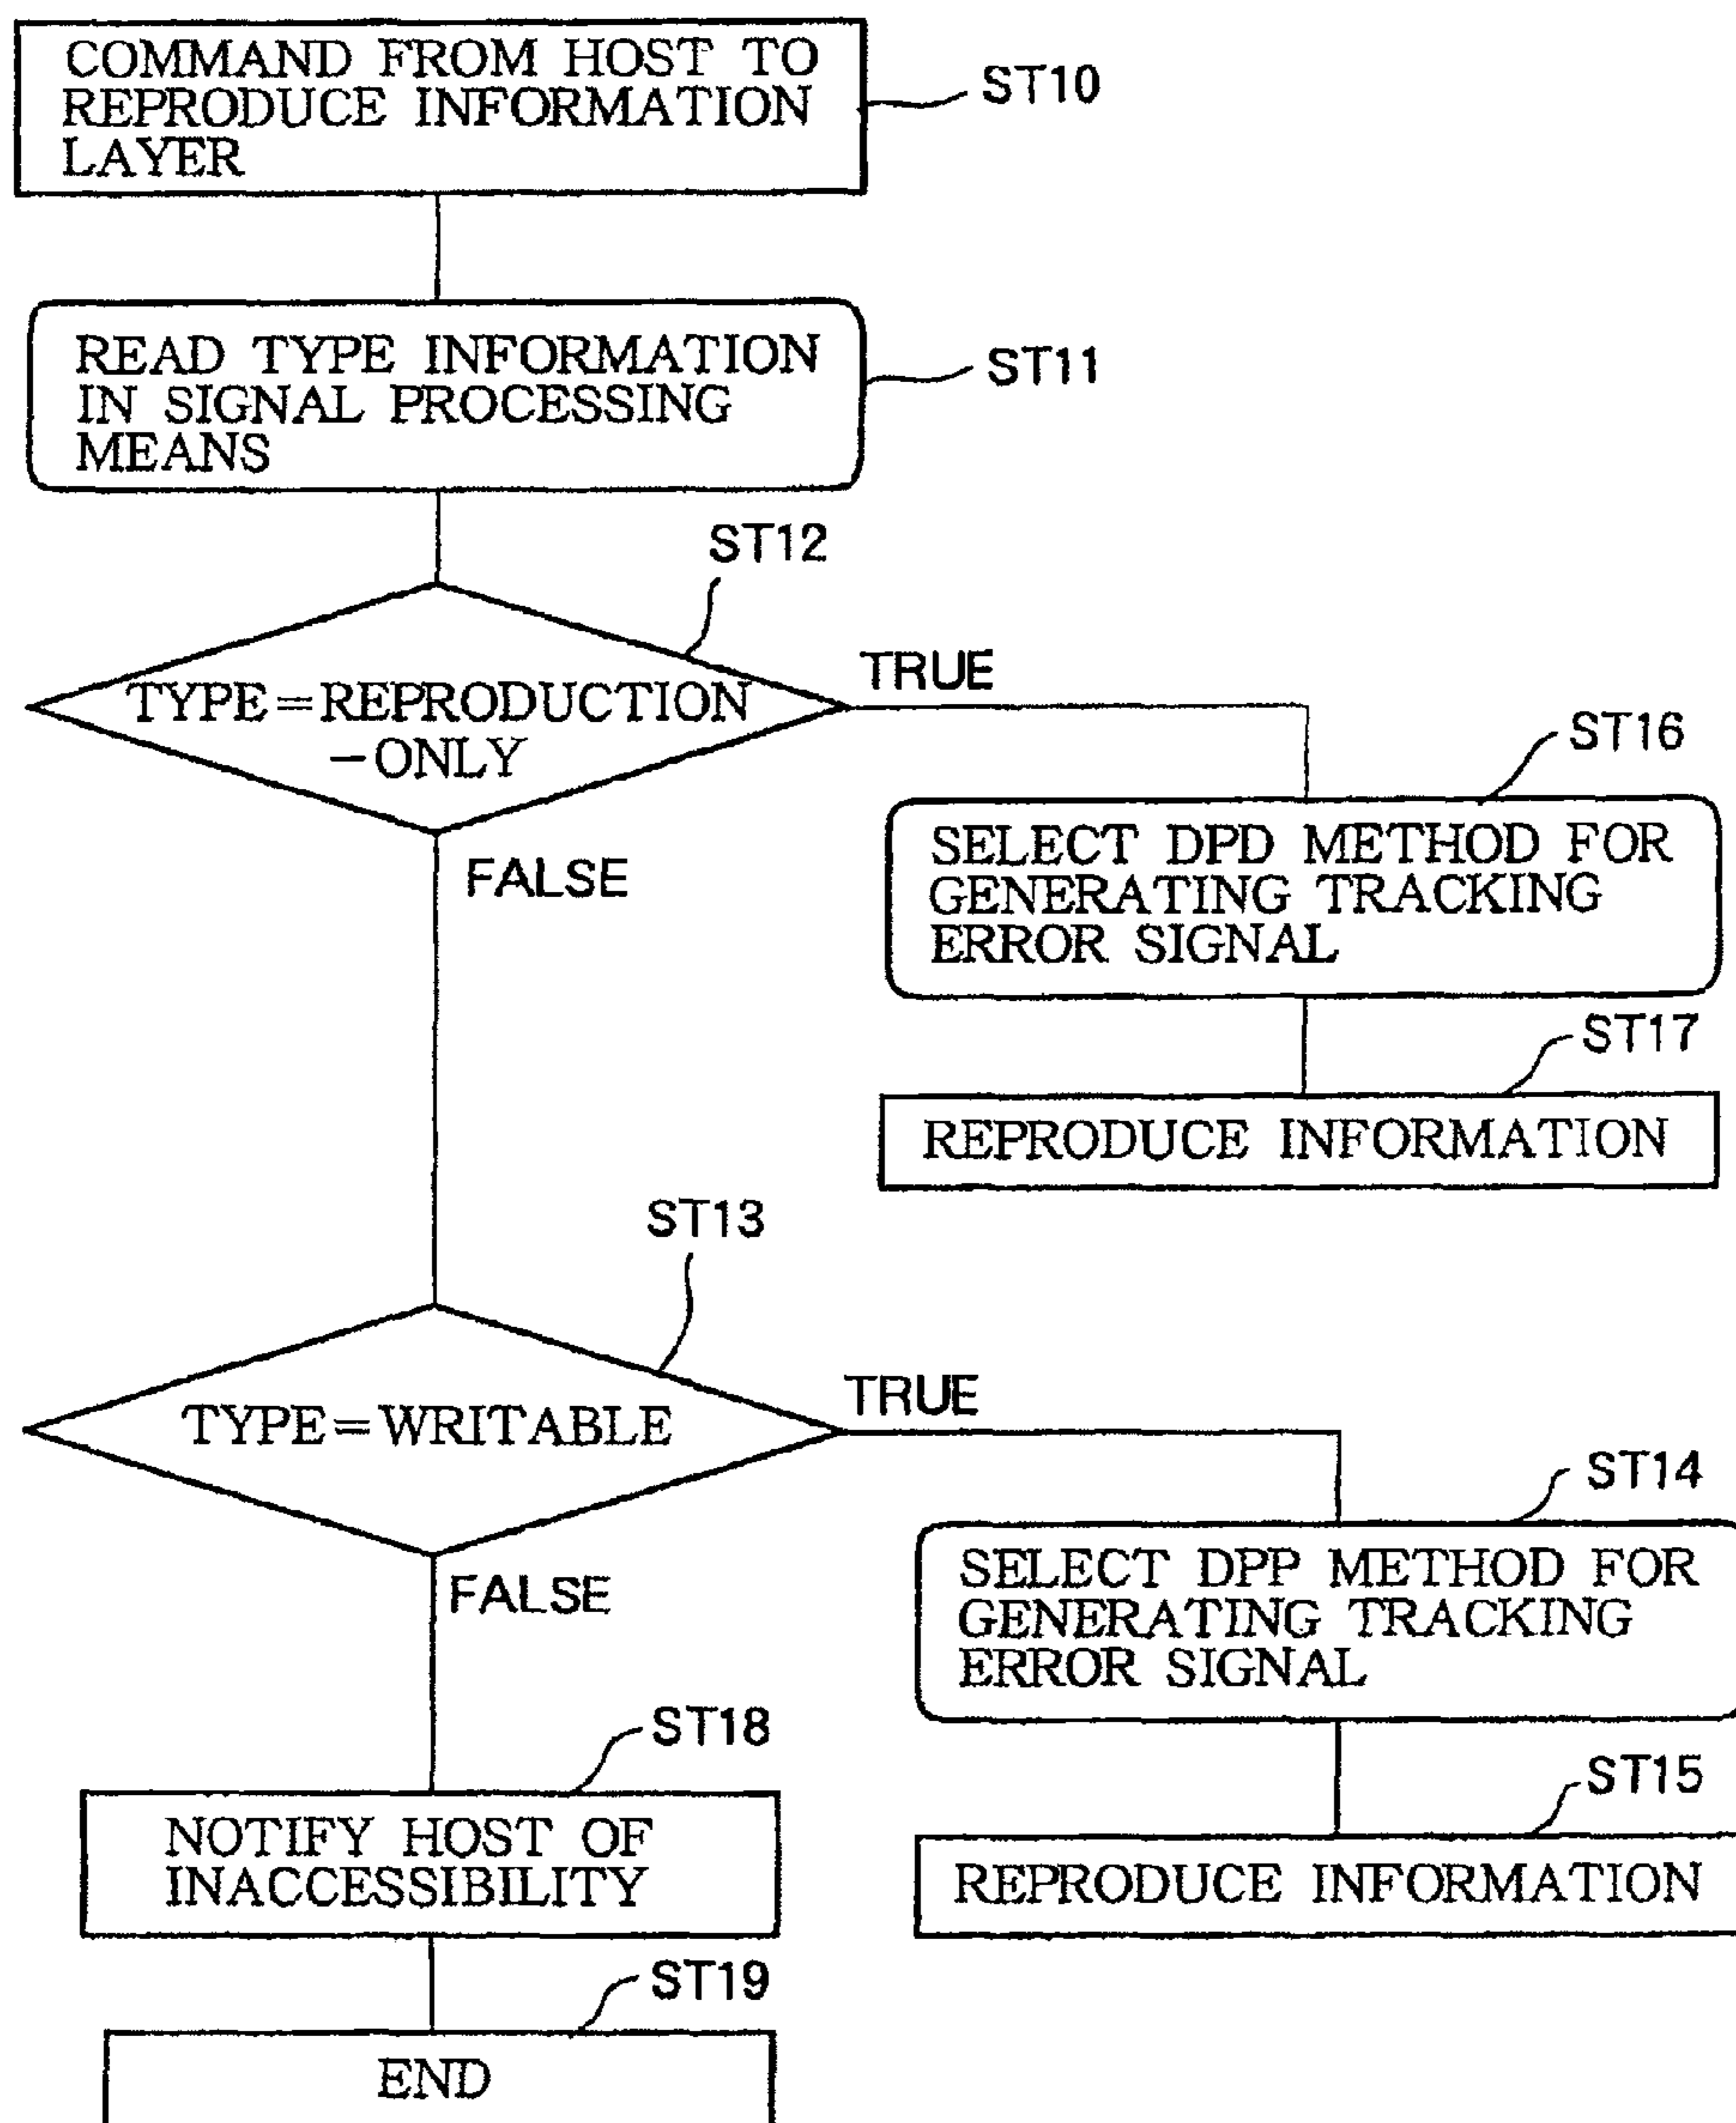 COMMAND FROM HOST TO
REPRODUCE INFORMATION
LAYER
ST10
READ TYPE INFORMATION
IN SIGNAL PROCESSING
MEANS
ST11
ST12
TYPE=REPRODUCTION
-ONLY
TRUE
FALSE
ST16
SELECT DPD METHOD FOR
GENERATING TRACKING
ERROR SIGNAL
ST17
REPRODUCE INFORMATION
ST13
TYPE=WRITABLE
TRUE
FALSE
ST14
SELECT DPP METHOD FOR
GENERATING TRACKING
ERROR SIGNAL
ST15
REPRODUCE INFORMATION
ST18
NOTIFY HOST OF
INACCESSIBILITY
ST19
END